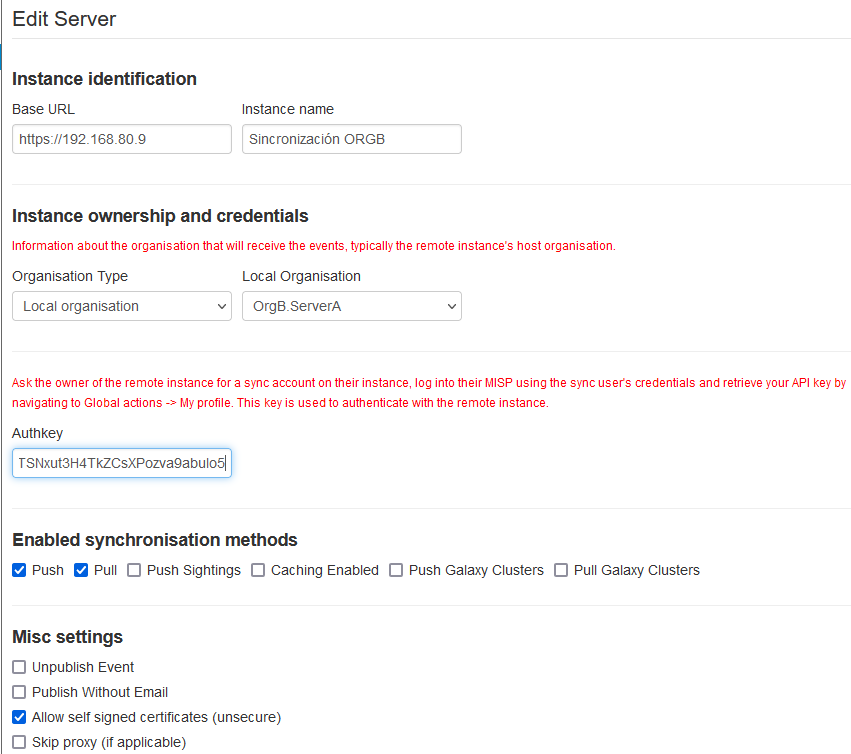 Edit Server
Instance identification
Base URL Instance name
https://192.168.80.9 Sincronización ORGB
Instance ownership and credentials
Information about the organisation that will receive the events, typically the remote instance's host organisation.
Organisation Type Local Organisation
Local organisation OrgB.ServerA
Ask the owner of the remote instance for a sync account on their instance, log into their MISP using the sync user's credentials and retrieve your API key by
navigating to Global actions -> My profile. This key is used to authenticate with the remote instance.
Authkey
TSNxut3H4TkZCsXPozva9abulo5
Enabled synchronisation methods
Push Pull Push Sightings Caching Enabled Push Galaxy Clusters Pull Galaxy Clusters
Misc settings
Unpublish Event
Publish Without Email
Allow self signed certificates (unsecure)
Skip proxy (if applicable)